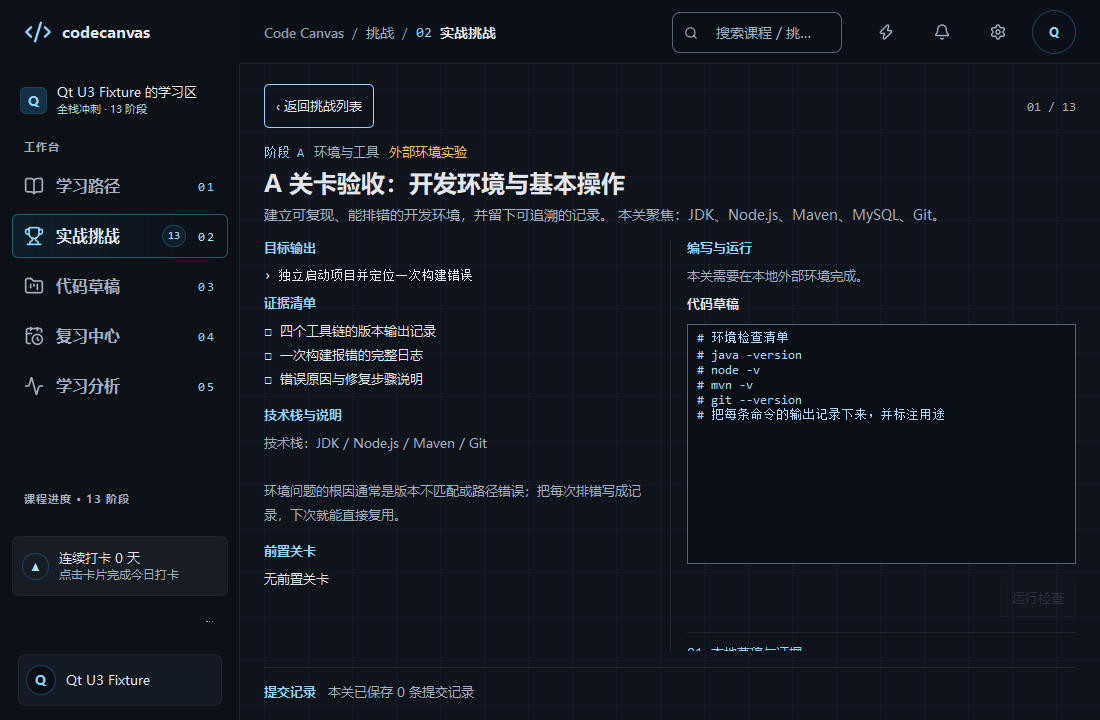 codecanvas
Code Canvas / 挑战 / 02 实战挑战
搜索课程 / 挑...
Q
Q
Qt U3 Fixture 的学习区
全栈冲刺 · 13 阶段
工作台
学习路径 01
实战挑战 13 02
代码草稿 03
复习中心 04
学习分析 05
课程进度 • 13 阶段
连续打卡 0 天
点击卡片完成今日打卡
...
Q Qt U3 Fixture
‹ 返回挑战列表
01 / 13
阶段 A 环境与工具 外部环境实验
A 关卡验收：开发环境与基本操作
建立可复现、能排错的开发环境，并留下可追溯的记录。 本关聚焦：JDK、Node.js、Maven、MySQL、Git。
目标输出
› 独立启动项目并定位一次构建错误
证据清单
□ 四个工具链的版本输出记录
□ 一次构建报错的完整日志
□ 错误原因与修复步骤说明
技术栈与说明
技术栈：JDK / Node.js / Maven / Git
环境问题的根因通常是版本不匹配或路径错误；把每次排错写成记
录，下次就能直接复用。
前置关卡
无前置关卡
编写与运行
本关需要在本地外部环境完成。
代码草稿
# 环境检查清单
# java -version
# node -v
# mvn -v
# git --version
# 把每条命令的输出记录下来，并标注用途
运行检查
01 本地草稿与证据
提交记录 本关已保存 0 条提交记录